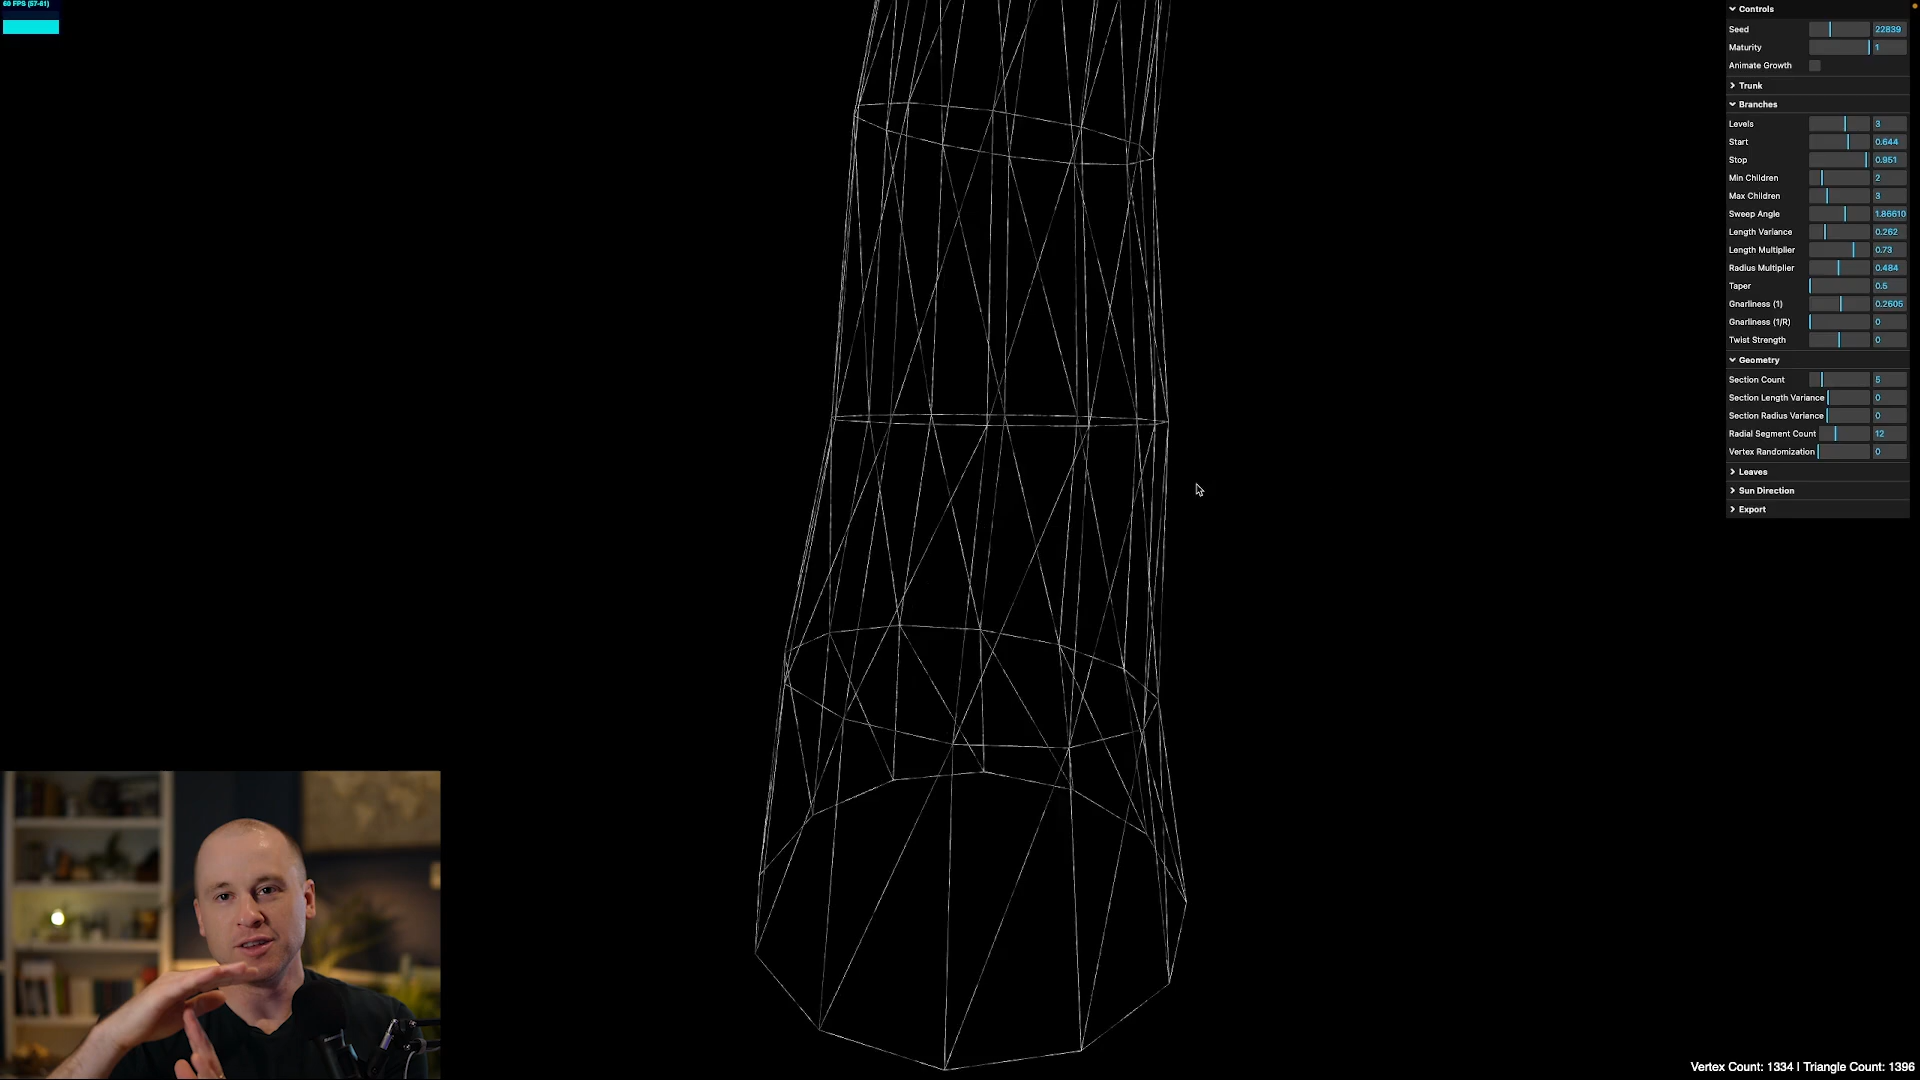 60 FPS (57-61)
Controls
Seed 22839
Maturity 1
Animate Growth
Trunk
Branches
Levels 3
Start 0.644
Stop 0.951
Min Children 2
Max Children 3
Sweep Angle 1.86610
Length Variance 0.262
Length Multiplier 0.73
Radius Multiplier 0.484
Taper 0.5
Gnarliness (1) 0.2605
Gnarliness (1/R) 0
Twist Strength 0
Geometry
Section Count 5
Section Length Variance 0
Section Radius Variance 0
Radial Segment Count 12
Vertex Randomization 0
Leaves
Sun Direction
Export
Vertex Count: 1334 | Triangle Count: 1396